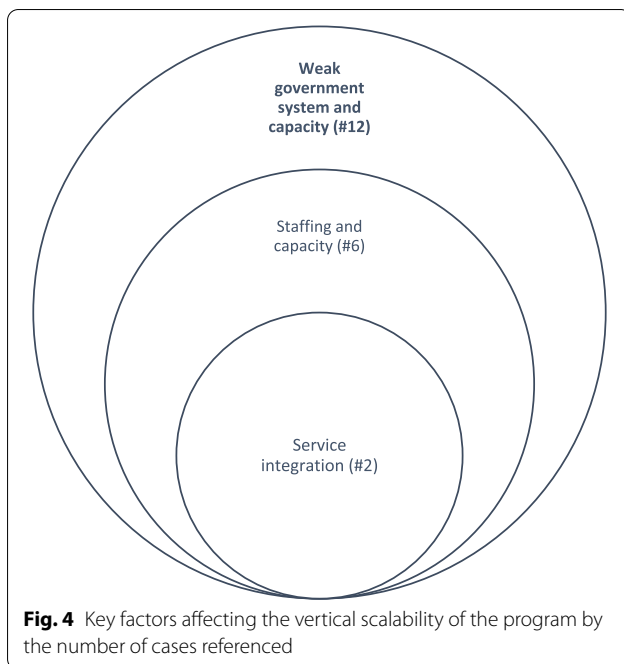 Weak
government
system and
capacity (#12)
Staffing and
capacity (#6)
Service
integration (#2)
Fig. 4 Key factors affecting the vertical scalability of the program by
the number of cases referenced